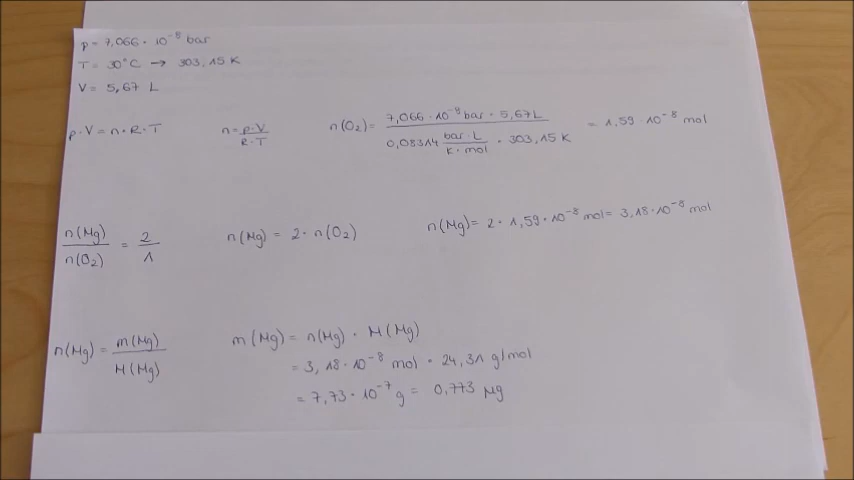 p = 7,066 · 10⁻⁸ bar
T = 30°C → 303,15 K
V = 5,67 L
p · V = n · R · T   n = p · V / R · T   n(O₂) = 7,066 · 10⁻⁸ bar · 5,67 L / 0,08314 bar · L / K · mol · 303,15 K = 1,59 · 10⁻⁸ mol
n(Mg) / n(O₂) = 2 / 1   n(Mg) = 2 · n(O₂)   n(Mg) = 2 · 1,59 · 10⁻⁸ mol = 3,18 · 10⁻⁸ mol
n(Mg) = m(Mg) / M(Mg)   m(Mg) = n(Mg) · M(Mg)
= 3,18 · 10⁻⁸ mol · 24,31 g/mol
= 7,73 · 10⁻⁷ g = 0,773 µg